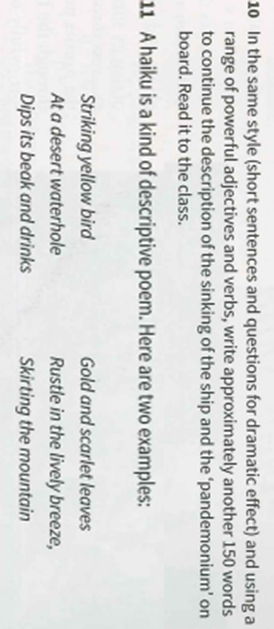 10 In the same style (short sentences and questions for dramatic effect) and using a
range of powerful adjectives and verbs, write approximately another 150 words
to continue the description of the sinking of the ship and the 'pandemonium' on
board. Read it to the class.
11 A haiku is a kind of descriptive poem. Here are two examples:
Striking yellow bird
At a desert waterhole
Dips its beak and drinks
Gold and scarlet leaves
Rustle in the lively breeze,
Skirting the mountain